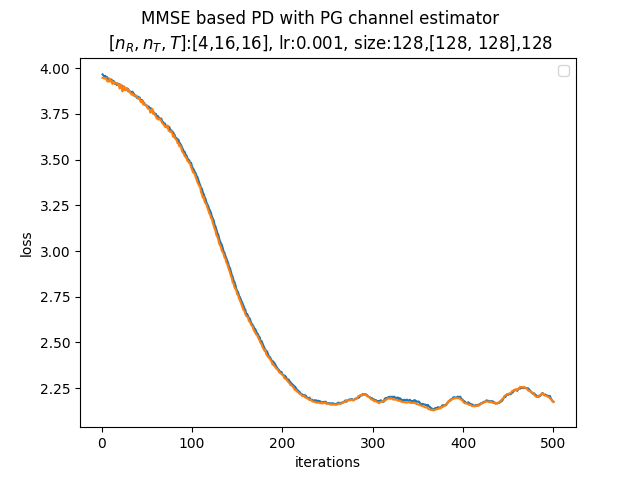 MMSE based PD with PG channel estimator
[n_R, n_T, T]:[4,16,16], lr:0.001, size:128,[128, 128],128
4.00
3.75
3.50
3.25
3.00
2.75
2.50
2.25
loss
0 100 200 300 400 500
iterations